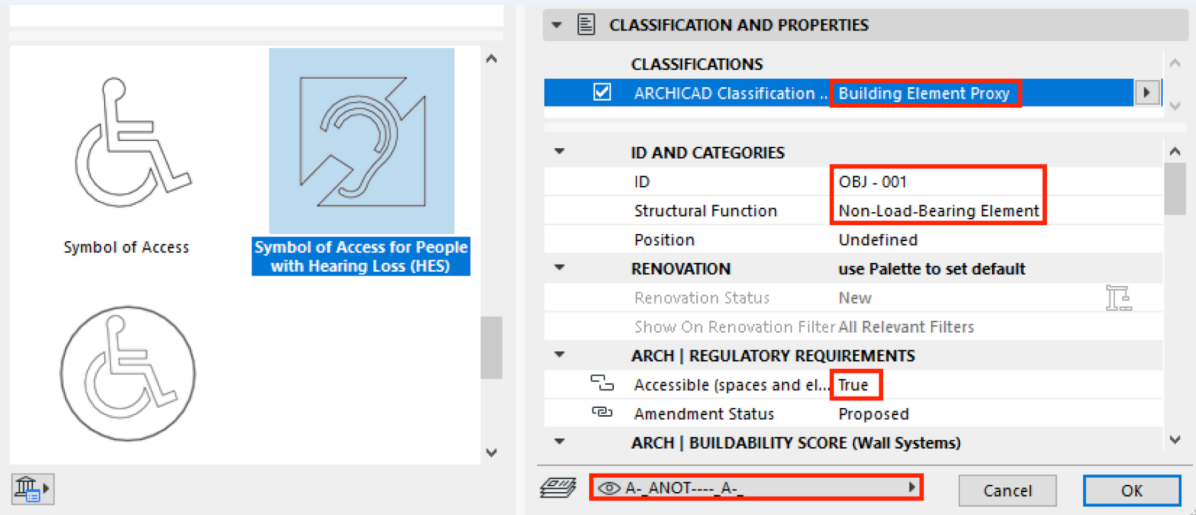 Symbol of Access
Symbol of Access for People
with Hearing Loss (HES)
CLASSIFICATION AND PROPERTIES
CLASSIFICATIONS
ARCHICAD Classification ... Building Element Proxy
ID AND CATEGORIES
ID OBJ - 001
Structural Function Non-Load-Bearing Element
Position Undefined
RENOVATION use Palette to set default
Renovation Status New
Show On Renovation Filter All Relevant Filters
ARCH | REGULATORY REQUIREMENTS
Accessible (spaces and el... True
Amendment Status Proposed
ARCH | BUILDABILITY SCORE (Wall Systems)
A-_ANOT----_A-_
Cancel OK